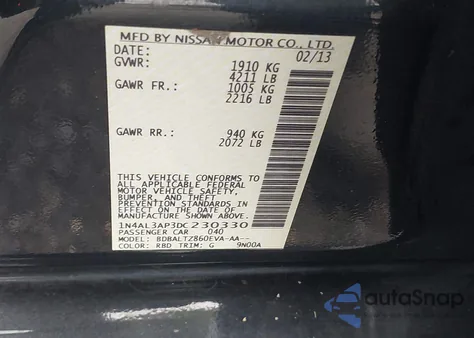 MFD BY NISSAN MOTOR CO., LTD.
DATE: 02/13
GVWR: 1910 KG
4211 LB
GAWR FR.: 1005 KG
2216 LB
GAWR RR.: 940 KG
2072 LB
THIS VEHICLE CONFORMS TO
ALL APPLICABLE FEDERAL
MOTOR VEHICLE SAFETY,
BUMPER, AND THEFT
PREVENTION STANDARDS IN
EFFECT ON THE DATE OF
MANUFACTURE SHOWN ABOVE.
1N4AL3AP3DC230330
PASSENGER CAR 040
MODEL: BDBALTZ860EVA-AA--
COLOR: RBD TRIM: G 9N00A
autoSnap